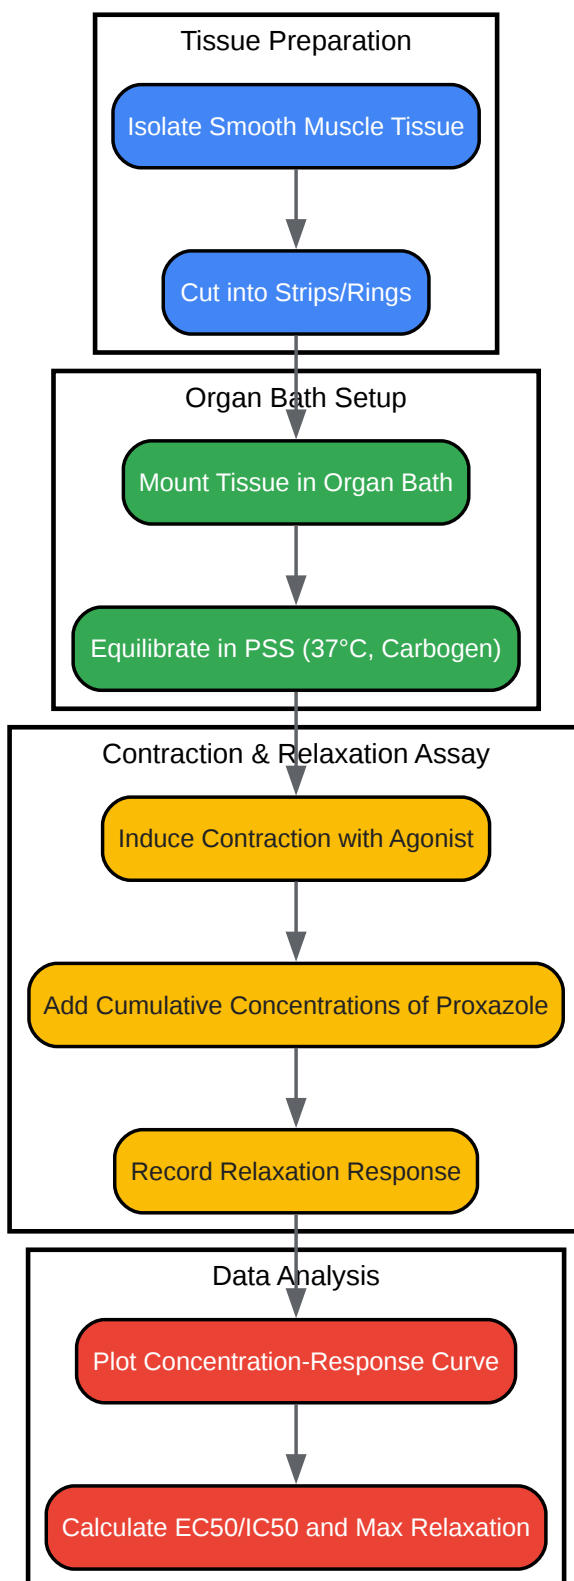 Tissue Preparation
Isolate Smooth Muscle Tissue
Cut into Strips/Rings
Organ Bath Setup
Mount Tissue in Organ Bath
Equilibrate in PSS (37°C, Carbogen)
Contraction & Relaxation Assay
Induce Contraction with Agonist
Add Cumulative Concentrations of Proxazole
Record Relaxation Response
Data Analysis
Plot Concentration-Response Curve
Calculate EC50/IC50 and Max Relaxation